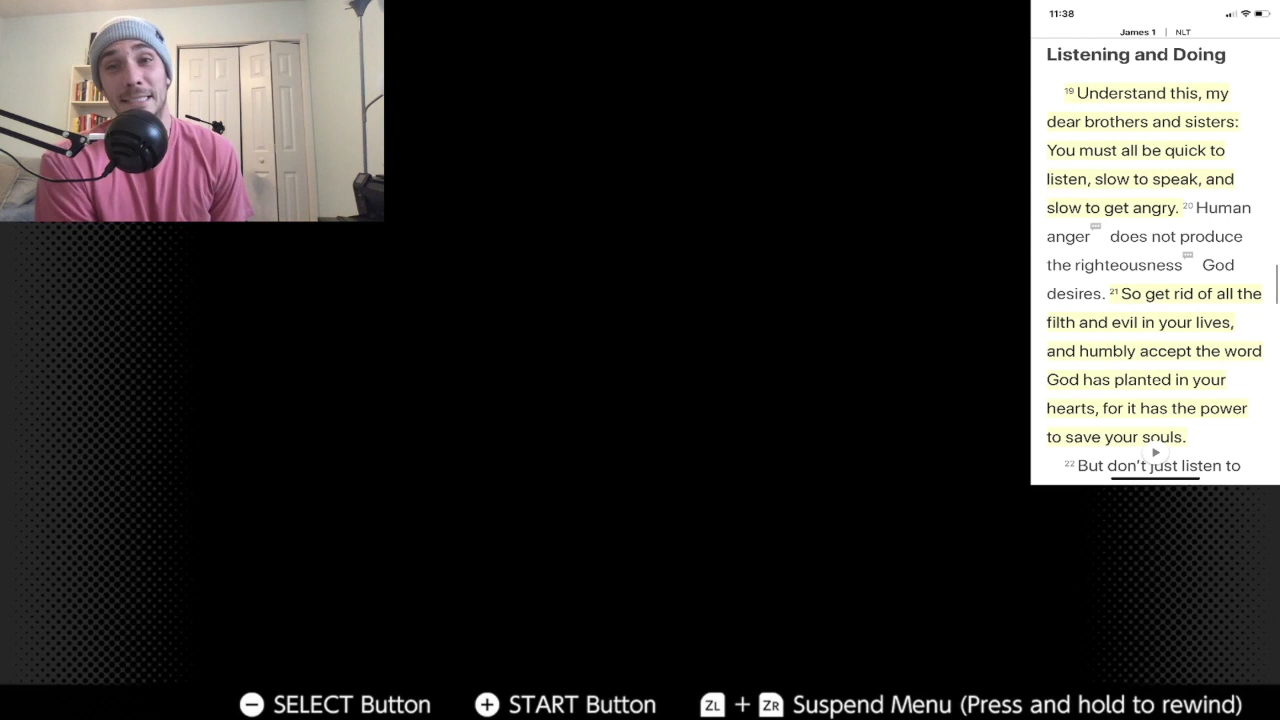 11:38
James 1 | NLT
Listening and Doing
19 Understand this, my
dear brothers and sisters:
You must all be quick to
listen, slow to speak, and
slow to get angry. 20 Human
anger does not produce
the righteousness God
desires. 21 So get rid of all the
filth and evil in your lives,
and humbly accept the word
God has planted in your
hearts, for it has the power
to save your souls.
22 But don't just listen to
SELECT Button
START Button
ZL + ZR Suspend Menu (Press and hold to rewind)